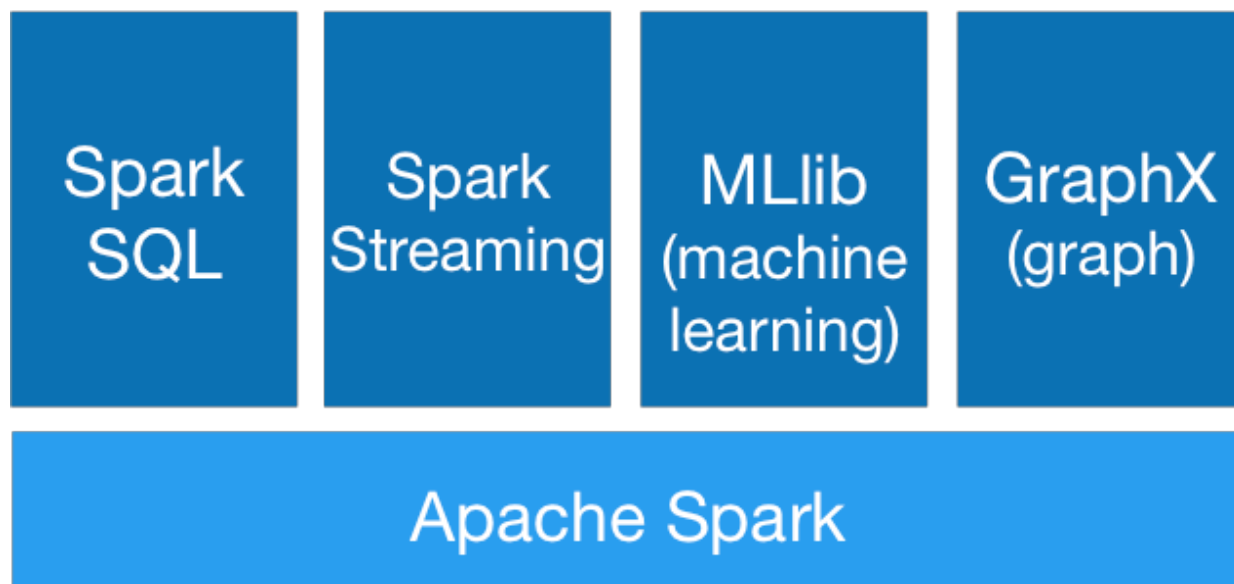 Spark
SQL
Spark
Streaming
MLlib
(machine
learning)
GraphX
(graph)
Apache Spark